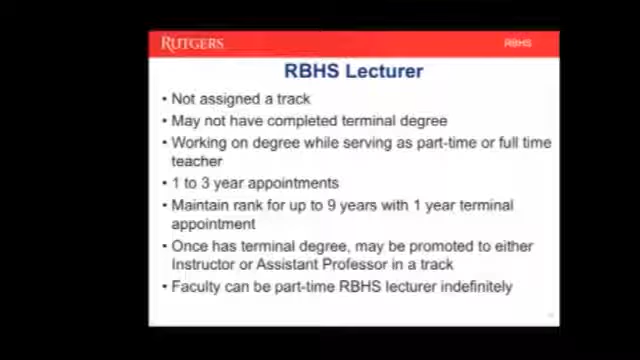 RUTGERS
RBHS
RBHS Lecturer
• Not assigned a track
• May not have completed terminal degree
• Working on degree while serving as part-time or full time
teacher
• 1 to 3 year appointments
• Maintain rank for up to 9 years with 1 year terminal
appointment
• Once has terminal degree, may be promoted to either
Instructor or Assistant Professor in a track
• Faculty can be part-time RBHS lecturer indefinitely